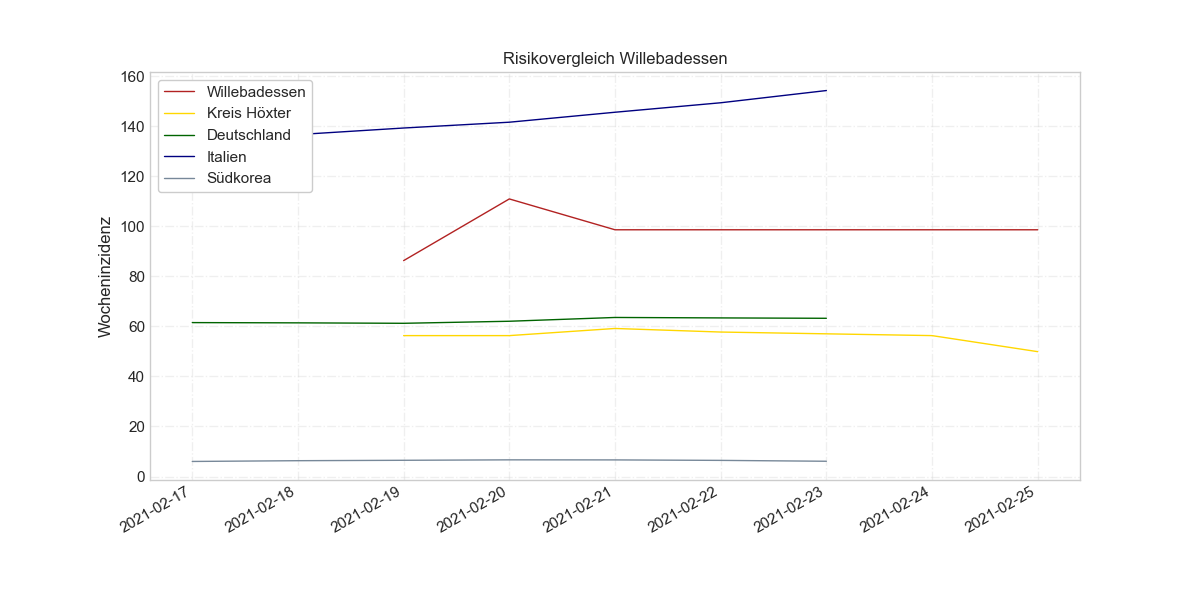 Risikovergleich Willebadessen
Wocheninzidenz
160
140
120
100
80
60
40
20
0
Willebadessen
Kreis Höxter
Deutschland
Italien
Südkorea
2021-02-17
2021-02-18
2021-02-19
2021-02-20
2021-02-21
2021-02-22
2021-02-23
2021-02-24
2021-02-25